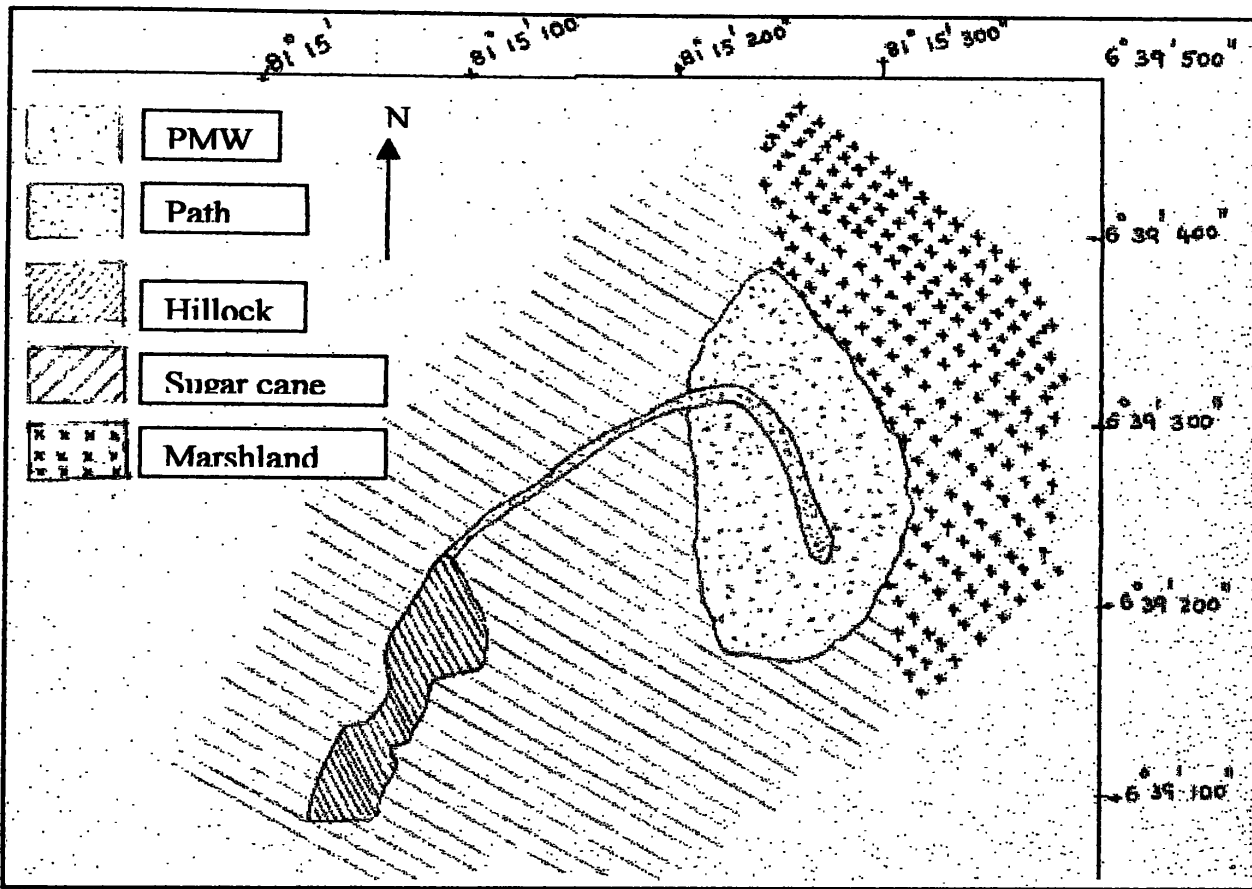 81° 15'
81° 15' 100"
81° 15' 200"
81° 15' 300"
6° 39' 500"
N
PMW
Path
Hillock
Sugar cane
Marshland
6° 39' 400"
6° 39' 300"
6° 39' 200"
6° 39' 100"